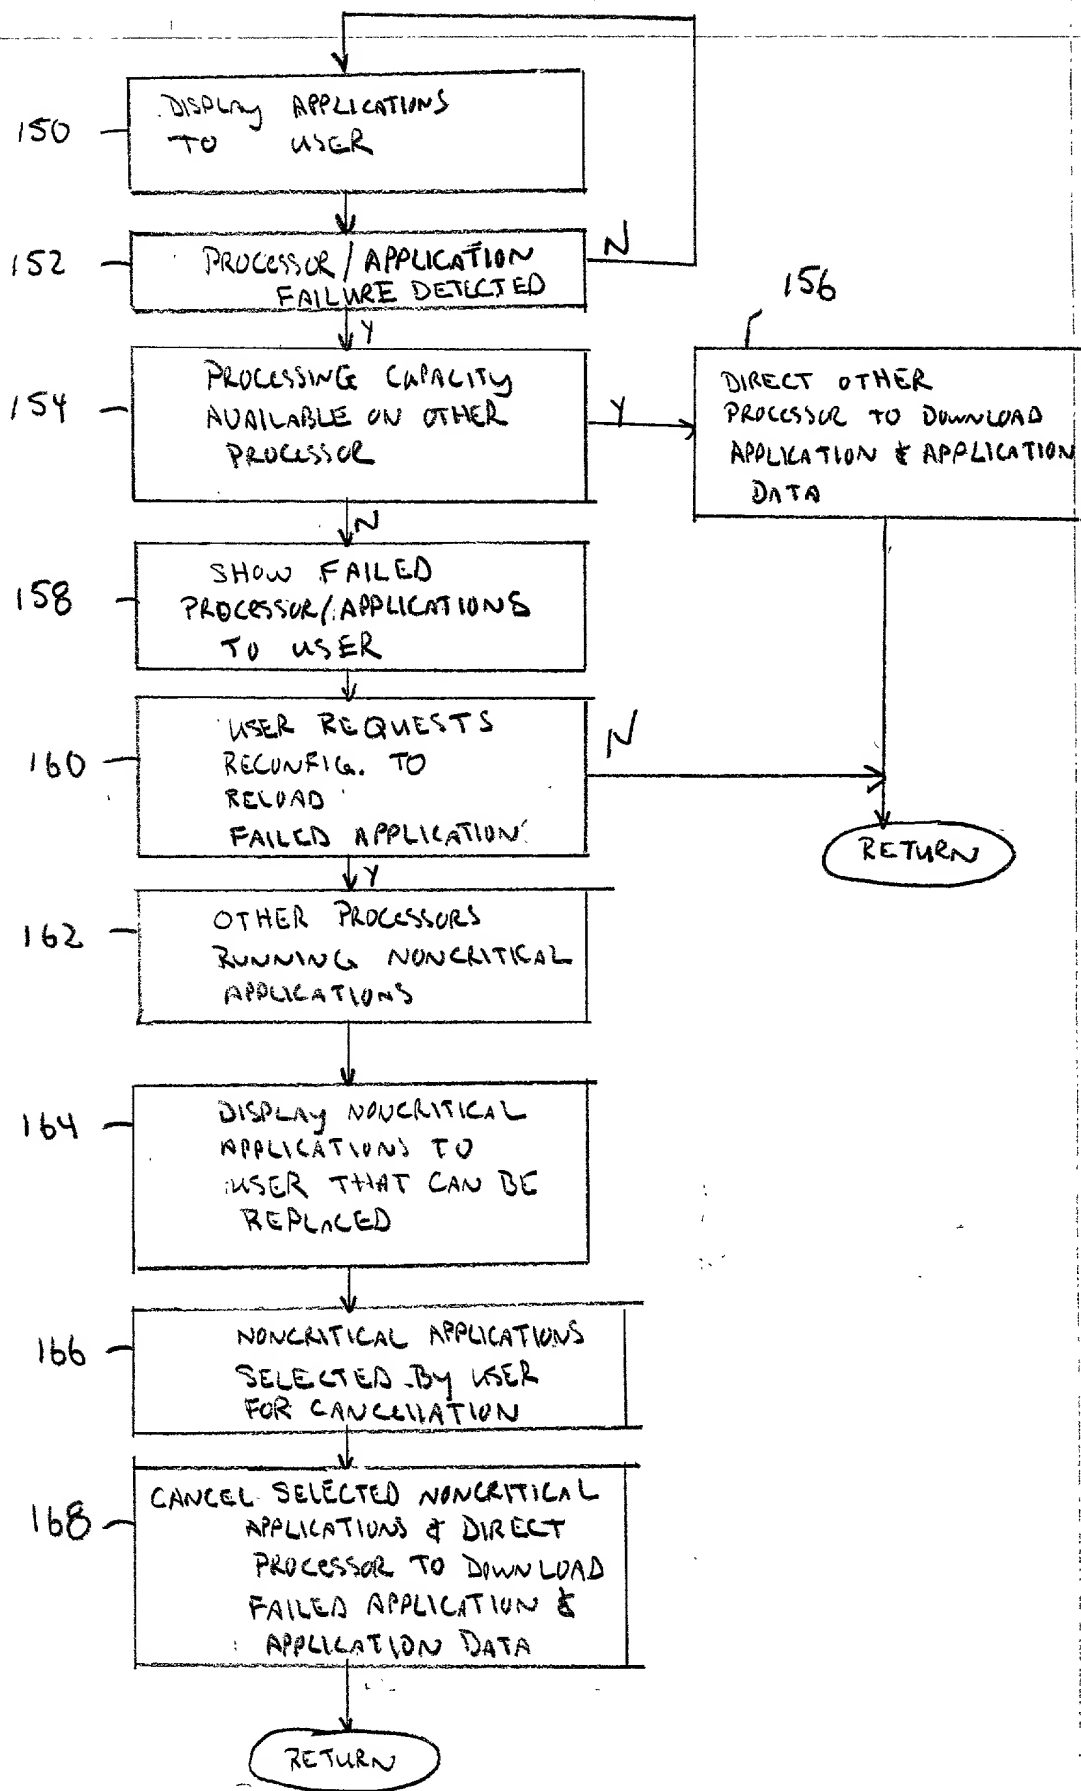 150
DISPLAY APPLICATIONS
TO USER
152
PROCESSOR/APPLICATION
FAILURE DETECTED
N
Y
154
PROCESSING CAPACITY
AVAILABLE ON OTHER
PROCESSOR
Y
156
DIRECT OTHER
PROCESSOR TO DOWNLOAD
APPLICATION & APPLICATION
DATA
N
158
SHOW FAILED
PROCESSOR/APPLICATIONS
TO USER
160
USER REQUESTS
RECONFIG. TO
RELOAD
FAILED APPLICATION
N
RETURN
Y
162
OTHER PROCESSORS
RUNNING NONCRITICAL
APPLICATIONS
164
DISPLAY NONCRITICAL
APPLICATIONS TO
USER THAT CAN BE
REPLACED
166
NONCRITICAL APPLICATIONS
SELECTED BY USER
FOR CANCELLATION
168
CANCEL SELECTED NONCRITICAL
APPLICATIONS & DIRECT
PROCESSOR TO DOWNLOAD
FAILED APPLICATION &
APPLICATION DATA
RETURN